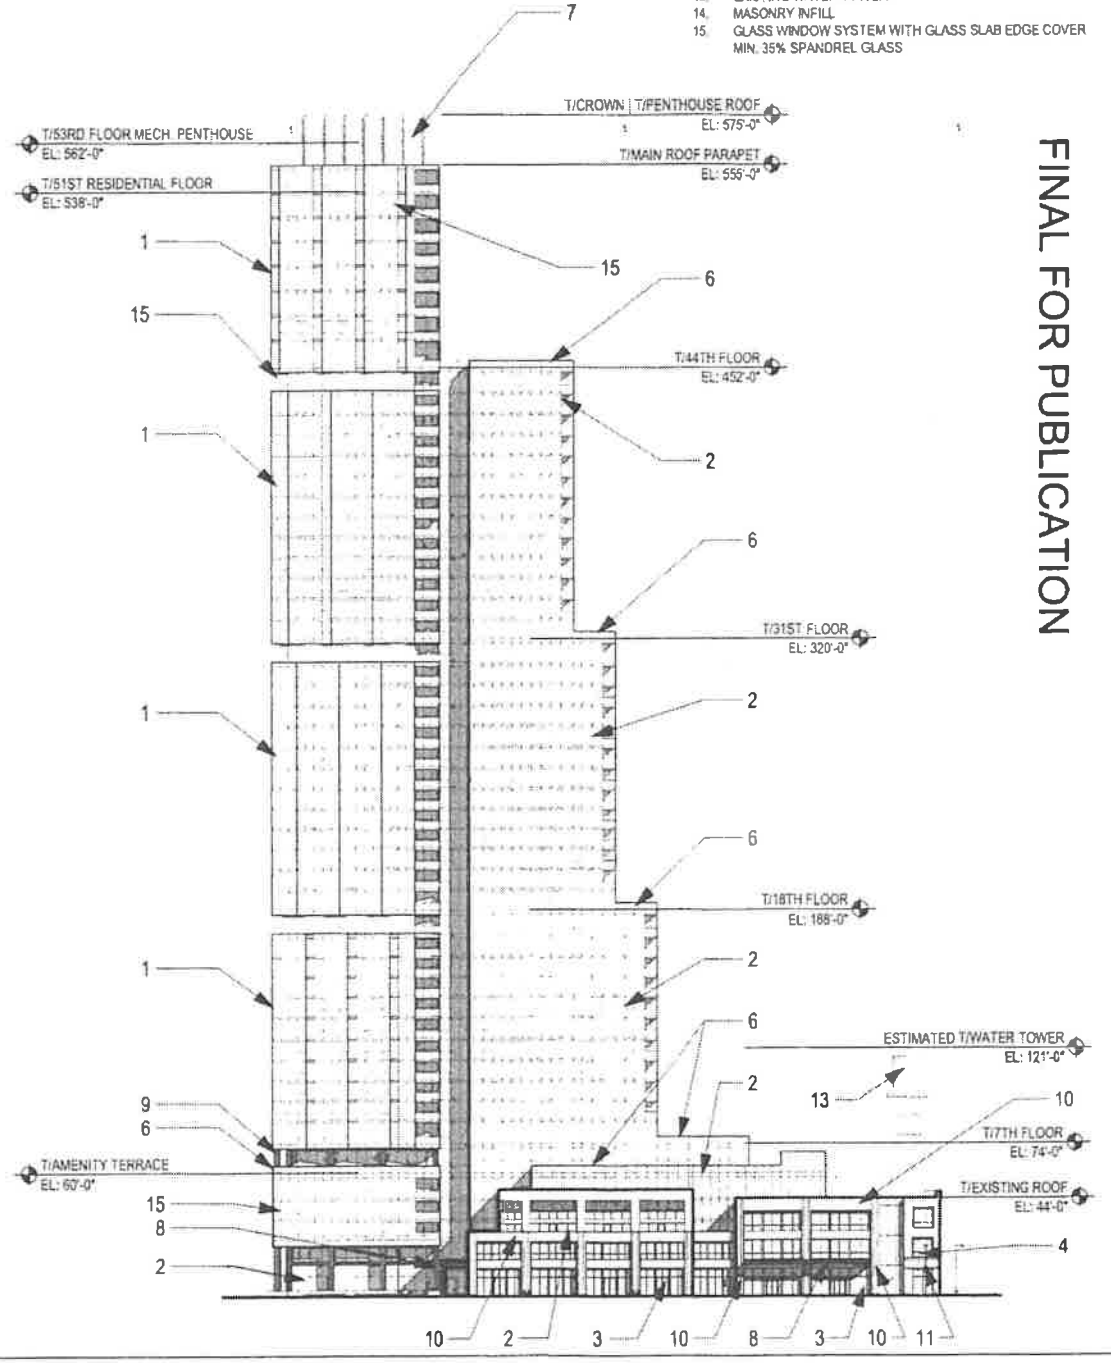 14. MASONRY INFILL
15. GLASS WINDOW SYSTEM WITH GLASS SLAB EDGE COVER
MIN. 35% SPANDREL GLASS
7
T/CROWN | T/PENTHOUSE ROOF
EL: 575'-0"
T/53RD FLOOR MECH. PENTHOUSE
EL: 562'-0"
T/MAIN ROOF PARAPET
EL: 555'-0"
T/51ST RESIDENTIAL FLOOR
EL: 538'-0"
FINAL FOR PUBLICATION
1
15
6
15
T/44TH FLOOR
EL: 452'-0"
1
2
6
T/31ST FLOOR
EL: 320'-0"
2
1
6
T/18TH FLOOR
EL: 188'-0"
2
1
6
ESTIMATED T/WATER TOWER
EL: 121'-0"
2
13
10
9
6
T/7TH FLOOR
EL: 74'-0"
T/AMENITY TERRACE
EL: 60'-0"
T/EXISTING ROOF
EL: 44'-0"
15
8
4
2
10
2
3
10
8
3
10
11